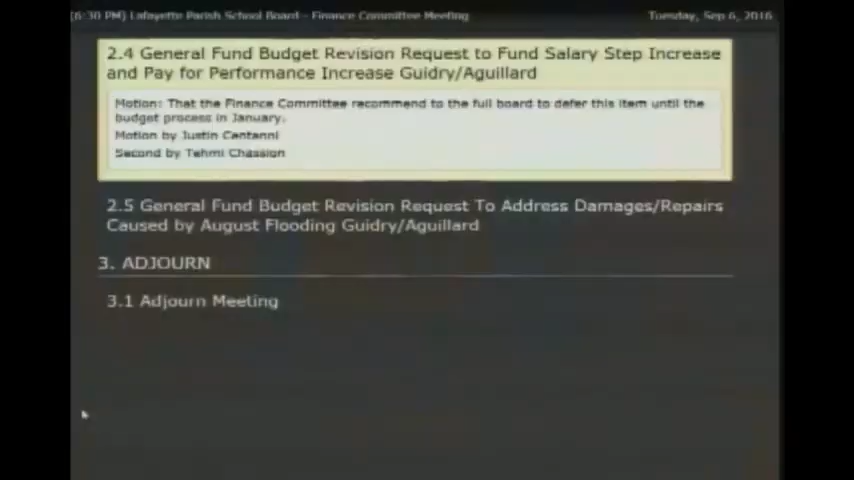 (6:30 PM) Lafayette Parish School Board - Finance Committee Meeting
Tuesday, Sep 6, 2016
2.4 General Fund Budget Revision Request to Fund Salary Step Increase
and Pay for Performance Increase Guidry/Aguillard
Motion: That the Finance Committee recommend to the full board to defer this item until the
budget process in January.
Motion by Justin Centanni
Second by Tehmi Chassion
2.5 General Fund Budget Revision Request To Address Damages/Repairs
Caused by August Flooding Guidry/Aguillard
3. ADJOURN
3.1 Adjourn Meeting